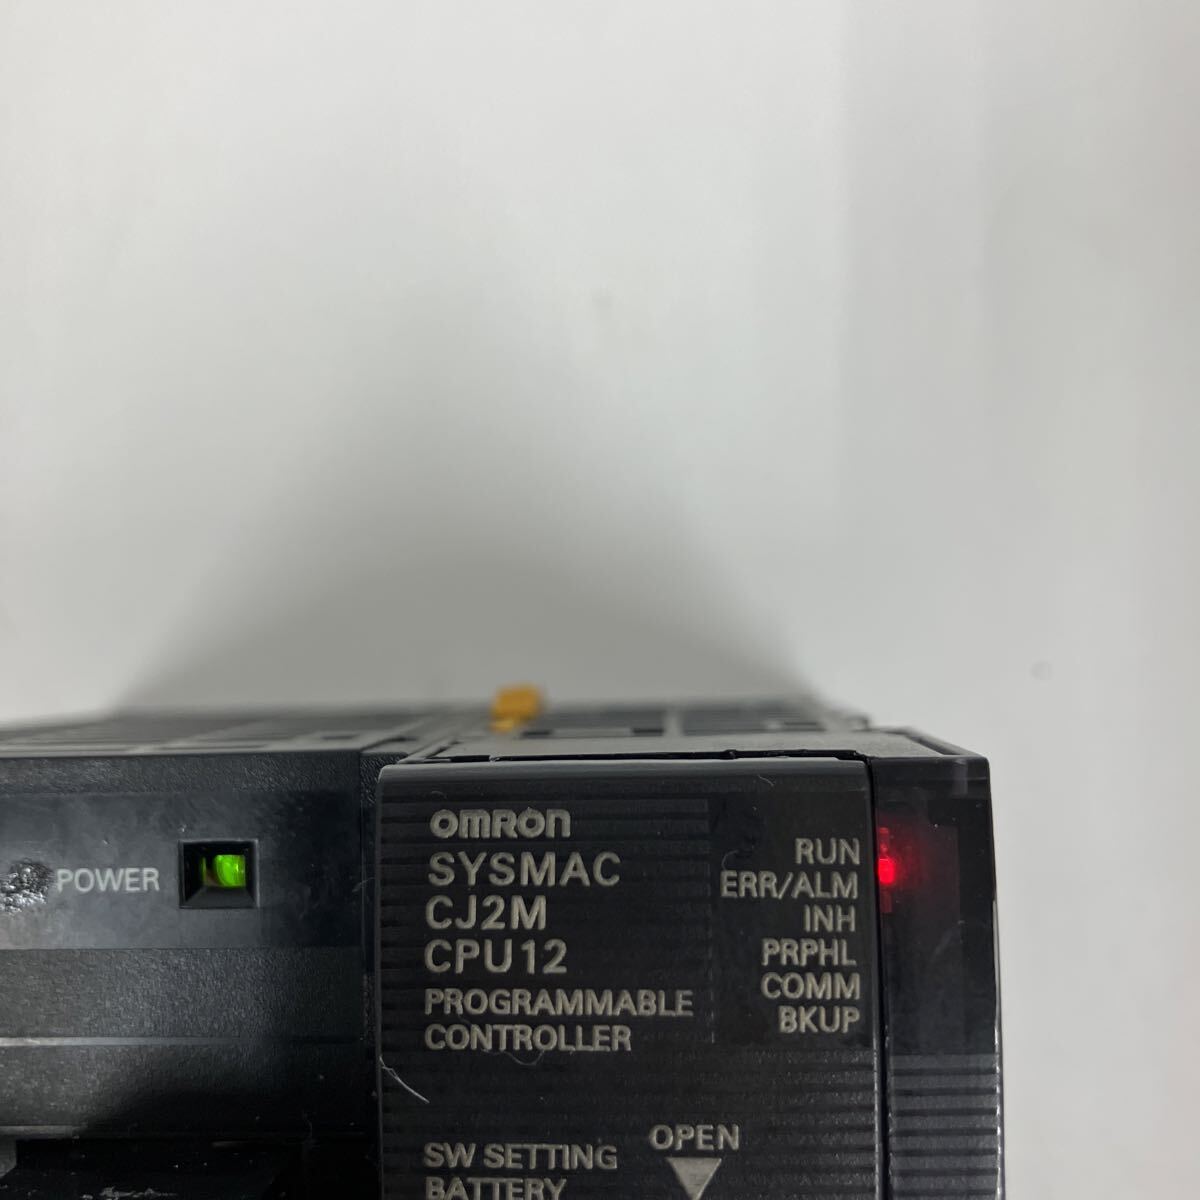 POWER
OMRON
SYSMAC
CJ2M
CPU12
PROGRAMMABLE
CONTROLLER
RUN
ERR/ALM
INH
PRPHL
COMM
BKUP
OPEN
SW SETTING
BATTERY